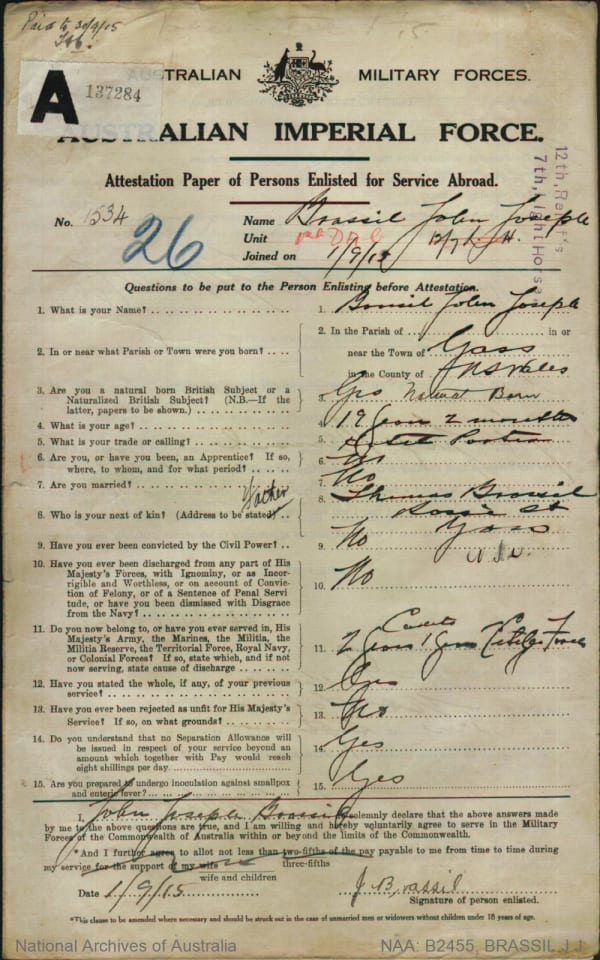 Paid to 30/9/15
A 137284
AUSTRALIAN MILITARY FORCES.
AUSTRALIAN IMPERIAL FORCE.
Attestation Paper of Persons Enlisted for Service Abroad.
12th, Reinf's
7th, Light Horse
No. 1534
26
Name Brassil John Joseph
Unit
Joined on 1/9/15
Questions to be put to the Person Enlisting before Attestation.
1. What is your Name? 1. Brassil John Joseph
2. In or near what Parish or Town were you born? 2. In the Parish of in or
near the Town of Yass
in the County of NSWales
3. Are you a natural born British Subject or a
Naturalized British Subject? (N.B.—If the
latter, papers to be shown.) 3. Yes Natural Born
4. What is your age? 4. 19 Years 2 months
5. What is your trade or calling? 5. Hotel
6. Are you, or have you been, an Apprentice? If so,
where, to whom, and for what period? 6. No
7. Are you married? 7. No
Father
8. Who is your next of kin? (Address to be stated) 8. Thomas Brassil
Rossi St
Yass
9. Have you ever been convicted by the Civil Power? 9. No
10. Have you ever been discharged from any part of His
Majesty's Forces, with Ignominy, or as Incor-
rigible and Worthless, or on account of Convic-
tion of Felony, or of a Sentence of Penal Servi
tude, or have you been dismissed with Disgrace
from the Navy? 10. No
11. Do you now belong to, or have you ever served in, His
Majesty's Army, the Marines, the Militia, the
Militia Reserve, the Territorial Force, Royal Navy,
or Colonial Forces? If so, state which, and if not
now serving, state cause of discharge 11. 2 Years Cadets 1 Year Citizen Forces
12. Have you stated the whole, if any, of your previous
service? 12. Yes
13. Have you ever been rejected as unfit for His Majesty's
Service? If so, on what grounds? 13. No
14. Do you understand that no Separation Allowance will
be issued in respect of your service beyond an
amount which together with Pay would reach
eight shillings per day. 14. Yes
15. Are you prepared to undergo inoculation against smallpox
and enteric fever? 15. Yes
I, John Joseph Brassil solemnly declare that the above answers made
by me to the above questions are true, and I am willing and hereby voluntarily agree to serve in the Military
Forces of the Commonwealth of Australia within or beyond the limits of the Commonwealth.
*And I further agree to allot not less than two-fifths of the pay payable to me from time to time during
three-fifths
my service for the support of my wife
wife and children
Date 1/9/15 J Brassil
Signature of person enlisted.
*This clause to be amended where necessary and should be struck out in the case of unmarried men or widowers without children under 18 years of age.
National Archives of Australia NAA: B2455, BRASSIL J J